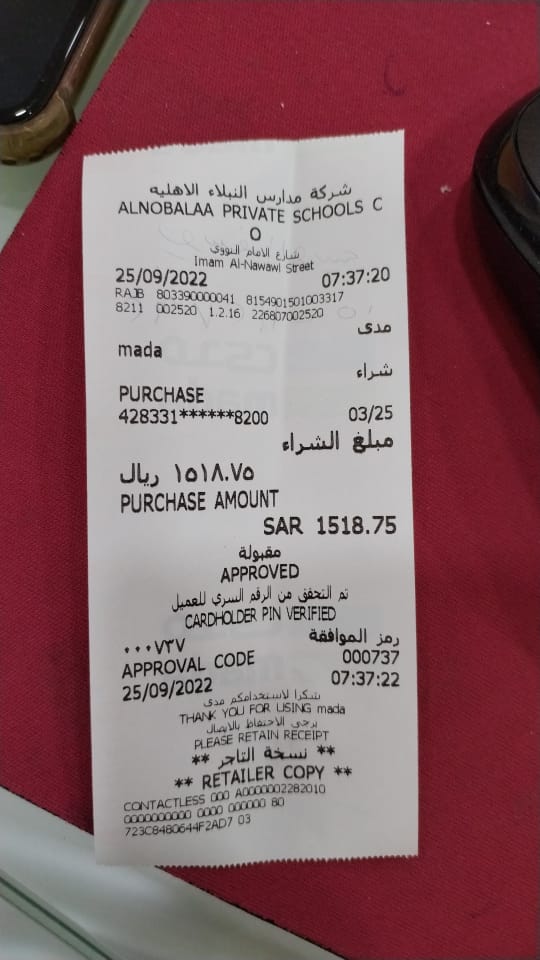 شركة مدارس النبلاء الاهليه
ALNOBALAA PRIVATE SCHOOLS C
O
شارع الامام النووي
Imam Al-Nawawi Street
25/09/2022 07:37:20
RAJB 803390000041 8154901501003317
8211 002520 1.2.16 226807002520
مدى
mada
شراء
PURCHASE
428331******8200 03/25
مبلغ الشراء
١٥١٨.٧٥ ريال
PURCHASE AMOUNT
SAR 1518.75
مقبولة
APPROVED
تم التحقق من الرقم السري للعميل
CARDHOLDER PIN VERIFIED
رمز الموافقة ٠٠٠٧٣٧
APPROVAL CODE 000737
25/09/2022 07:37:22
شكرا لاستخدامكم مدى
THANK YOU FOR USING mada
يرجى الاحتفاظ بالايصال
PLEASE RETAIN RECEIPT
** نسخة التاجر **
** RETAILER COPY **
CONTACTLESS 000 A0000002282010
0000000000 0000 000000 80
723C8480644F2AD7 03